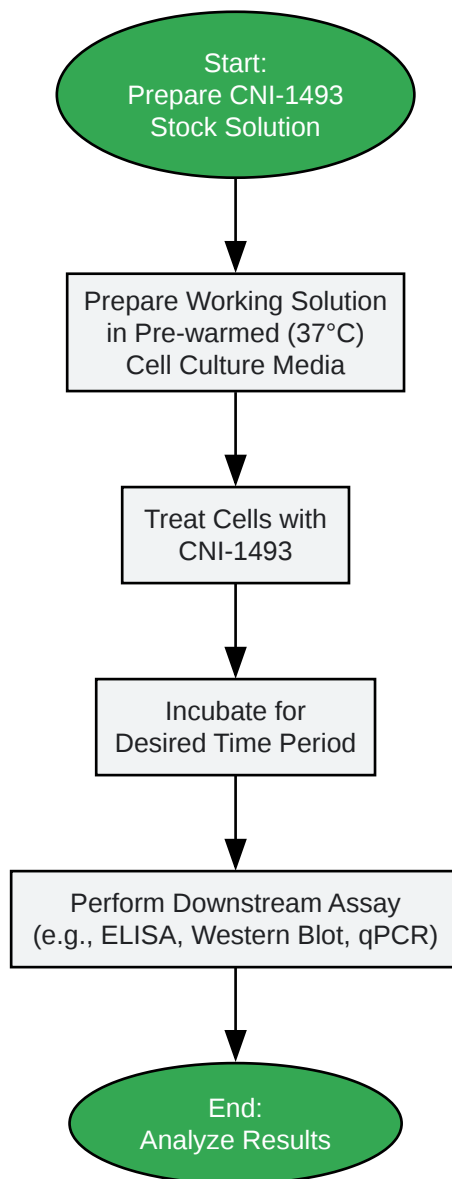 Start:
Prepare CNI-1493
Stock Solution
Prepare Working Solution
in Pre-warmed (37°C)
Cell Culture Media
Treat Cells with
CNI-1493
Incubate for
Desired Time Period
Perform Downstream Assay
(e.g., ELISA, Western Blot, qPCR)
End:
Analyze Results